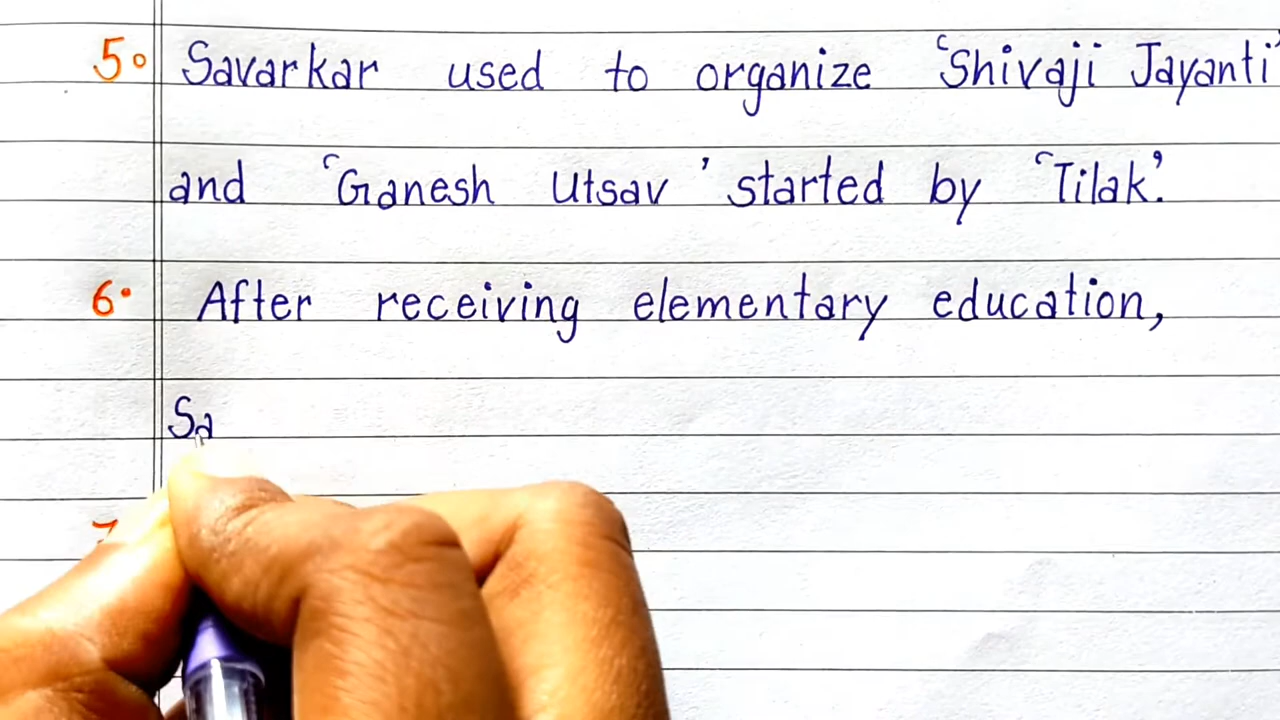 5. Savarkar used to organize 'Shivaji Jayanti'
and 'Ganesh Utsav' started by 'Tilak'.
6. After receiving elementary education,
Sa